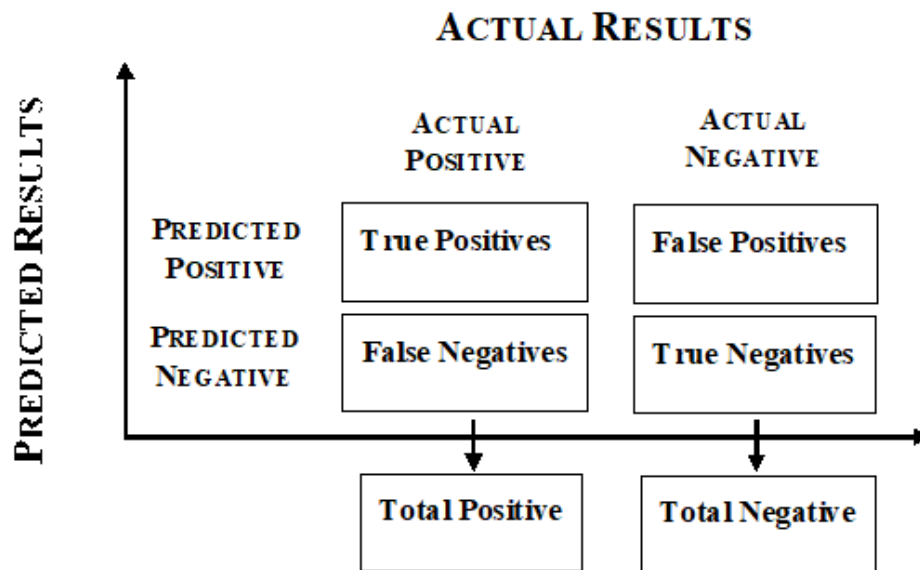 ACTUAL RESULTS
PREDICTED RESULTS
ACTUAL
POSITIVE
ACTUAL
NEGATIVE
PREDICTED
POSITIVE
True Positives
False Positives
PREDICTED
NEGATIVE
False Negatives
True Negatives
Total Positive
Total Negative